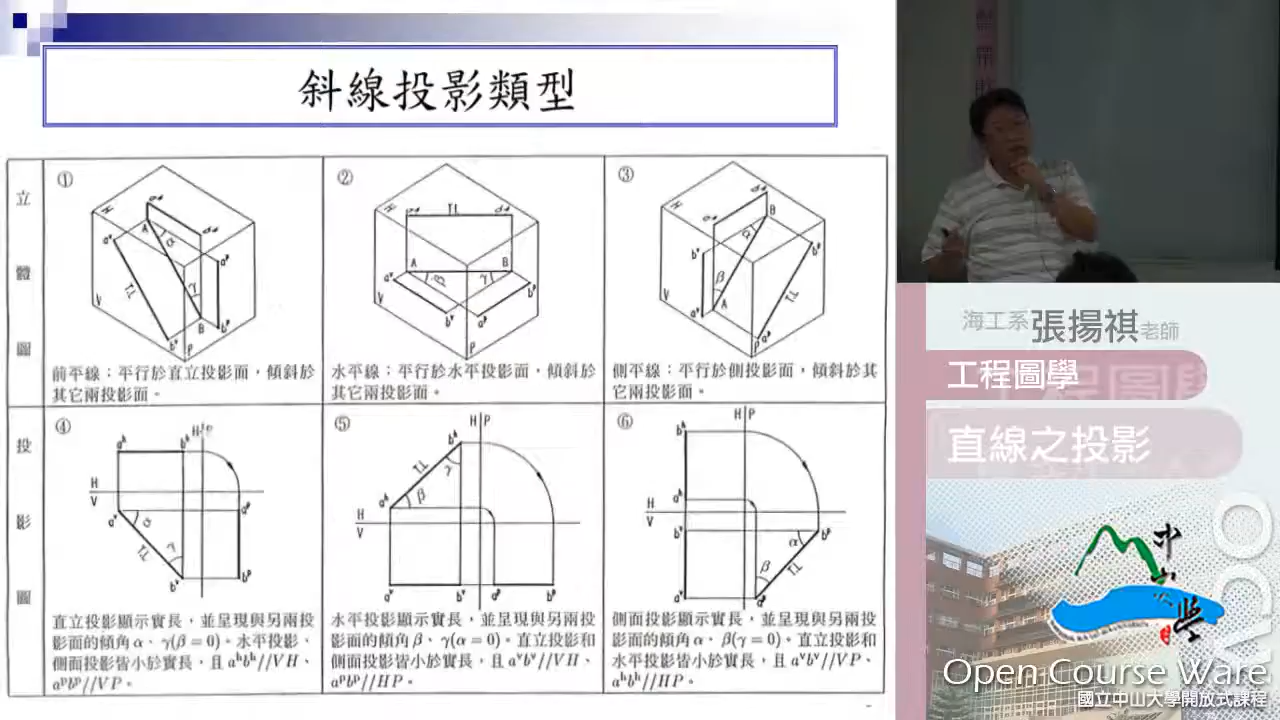 斜線投影類型
立體圖
① ② ③
前平線：平行於直立投影面，傾斜於
其它兩投影面。
水平線：平行於水平投影面，傾斜於
其它兩投影面。
側平線：平行於側投影面，傾斜於其
它兩投影面。
投影圖
④ ⑤ ⑥
直立投影顯示實長，並呈現與另兩投
影面的傾角 α、γ(β=0)。水平投影、
側面投影皆小於實長，且 aʰbʰ//VH、
aᵖbᵖ//VP。
水平投影顯示實長，並呈現與另兩投
影面的傾角 β、γ(α=0)。直立投影和
側面投影皆小於實長，且 aᵛbᵛ//VH、
aᵖbᵖ//HP。
側面投影顯示實長，並呈現與另兩投
影面的傾角 α、β(γ=0)。直立投影和
水平投影皆小於實長，且 aᵛbᵛ//VP、
aʰbʰ//HP。
海工系 張揚祺 老師
工程圖學
直線之投影
Open Course Ware
國立中山大學開放式課程